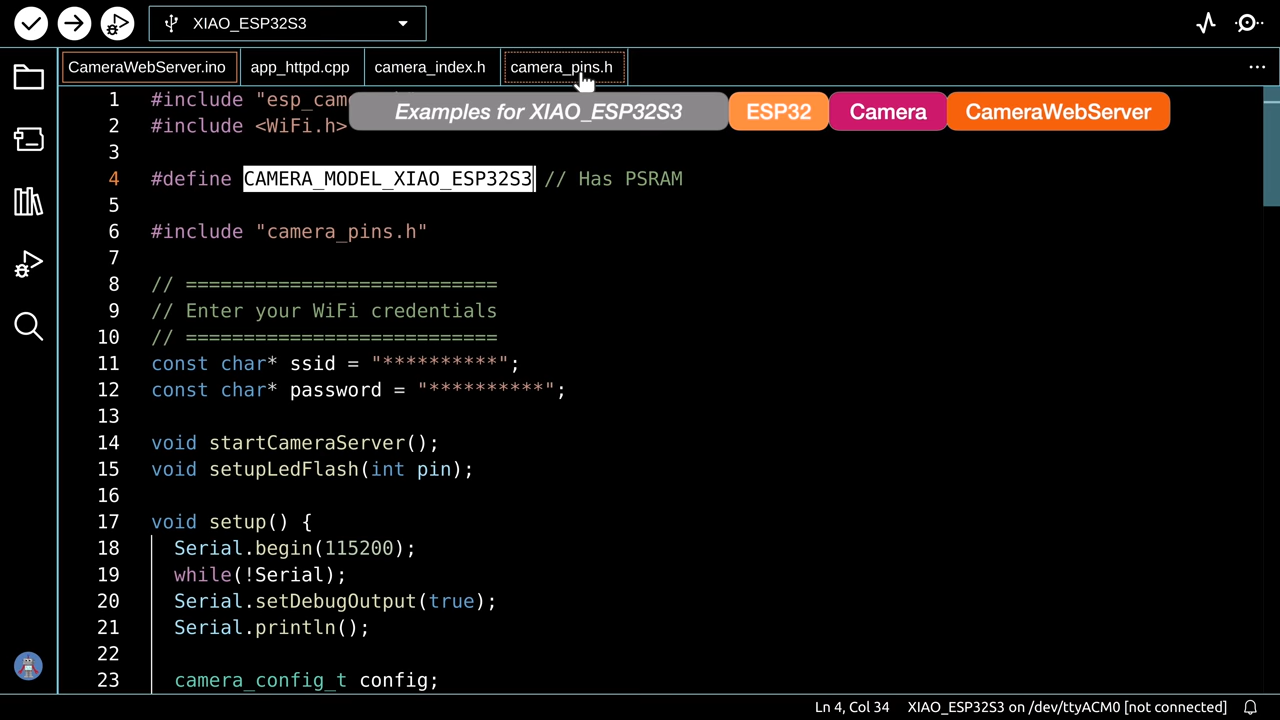 XIAO_ESP32S3
CameraWebServer.ino app_httpd.cpp camera_index.h camera_pins.h
Examples for XIAO_ESP32S3 ESP32 Camera CameraWebServer
1 #include "esp_cam
2 #include <WiFi.h>
3
4 #define CAMERA_MODEL_XIAO_ESP32S3 // Has PSRAM
5
6 #include "camera_pins.h"
7
8 // ===========================
9 // Enter your WiFi credentials
10 // ===========================
11 const char* ssid = "**********";
12 const char* password = "**********";
13
14 void startCameraServer();
15 void setupLedFlash(int pin);
16
17 void setup() {
18 Serial.begin(115200);
19 while(!Serial);
20 Serial.setDebugOutput(true);
21 Serial.println();
22
23 camera_config_t config;
Ln 4, Col 34 XIAO_ESP32S3 on /dev/ttyACM0 [not connected]